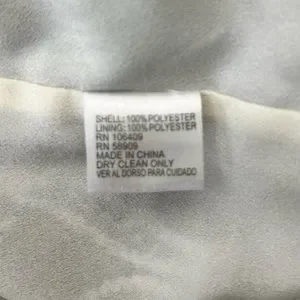 SHELL: 100% POLYESTER
LINING: 100% POLYESTER
RN 106409
RN 58909
MADE IN CHINA
DRY CLEAN ONLY
VER AL DORSO PARA CUIDADO